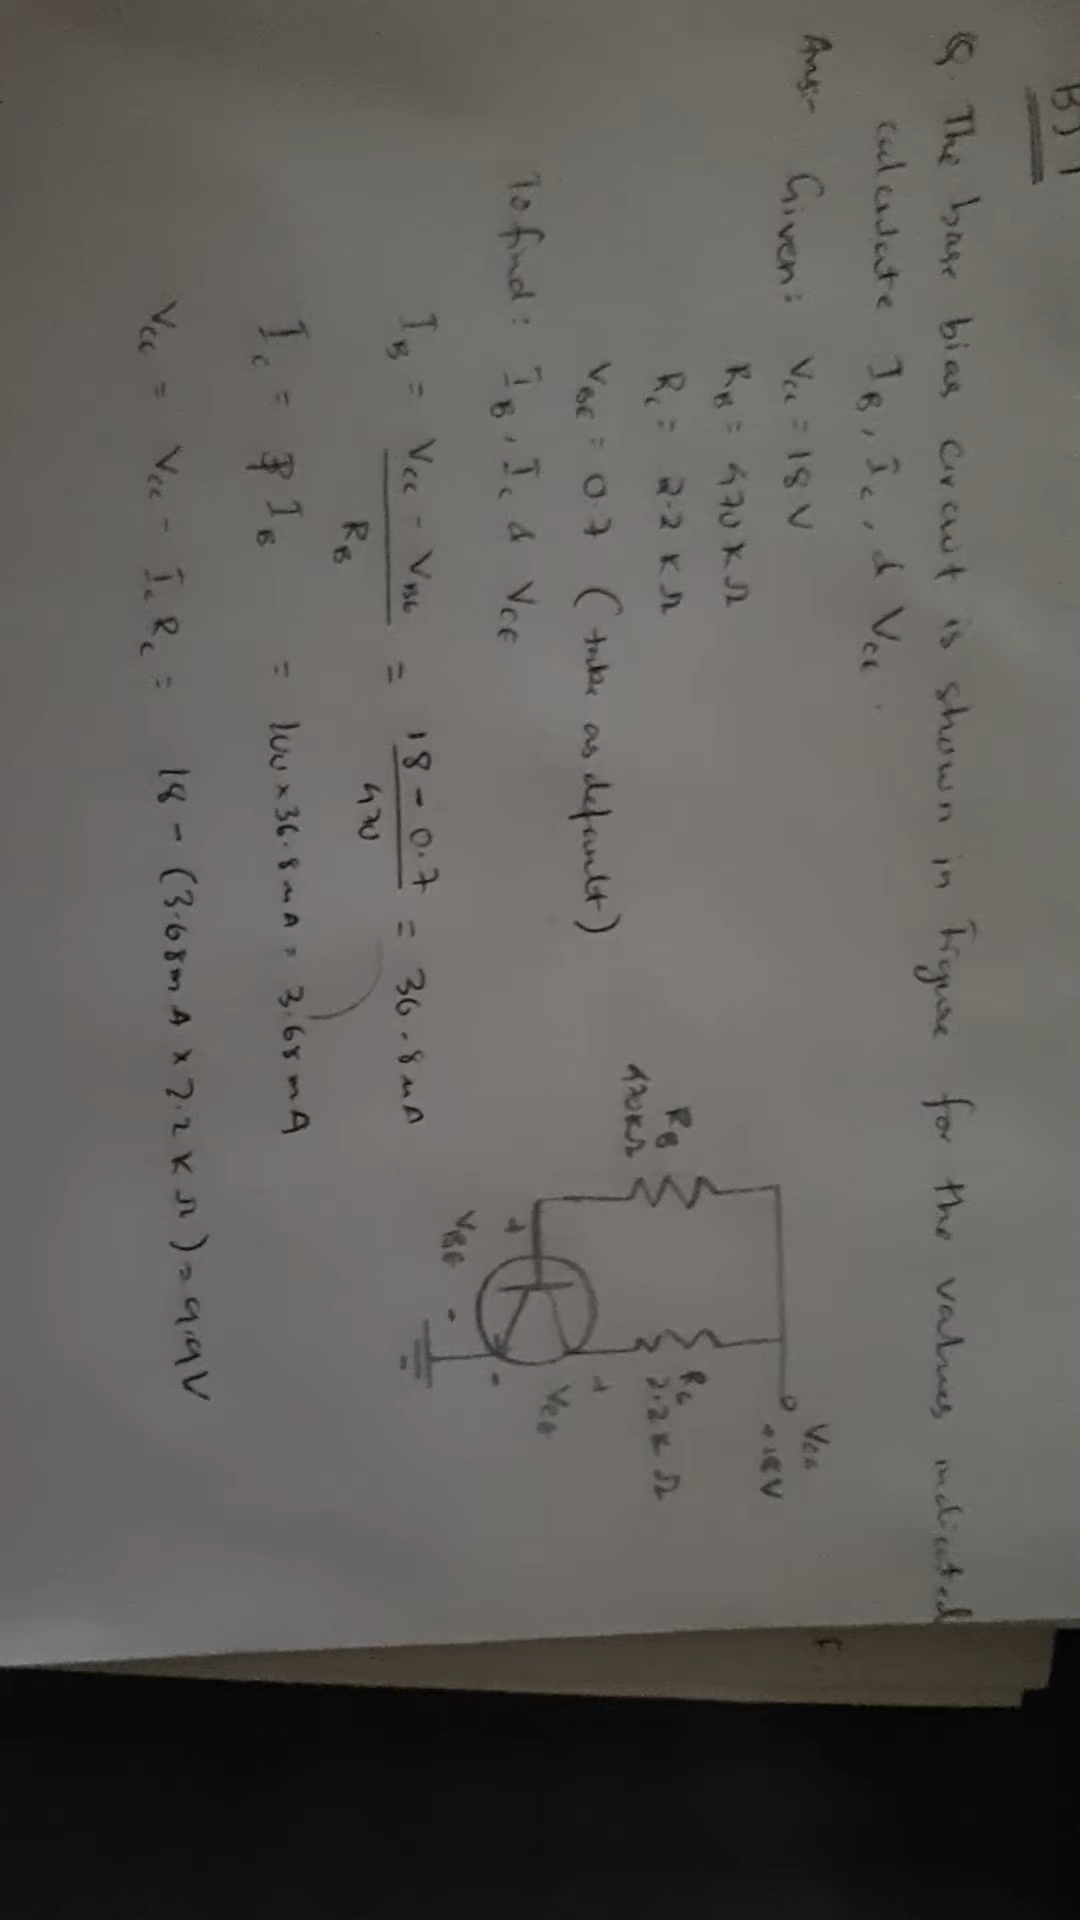 BJT
Q. The base bias circuit is shown in Figure for the values indicated
calculate IB, Ic, & VCE.
Ans:- Given: Vcc = 18 V
RB = 470 KΩ
Rc = 2.2 KΩ
VBE = 0.7 (take as default)
To find: IB, Ic & VCE
IB = Vcc - VBE / RB = 18 - 0.7 / 470 = 36.8 μA
Ic = β IB = 100 × 36.8 μA = 3.68 mA
VCE = Vcc - Ic Rc = 18 - (3.68 mA × 2.2 KΩ) = 9.9 V
Vcc
+18V
RB
470KΩ
Rc
2.2 K Ω
+
+
VCE
VBE
-
-